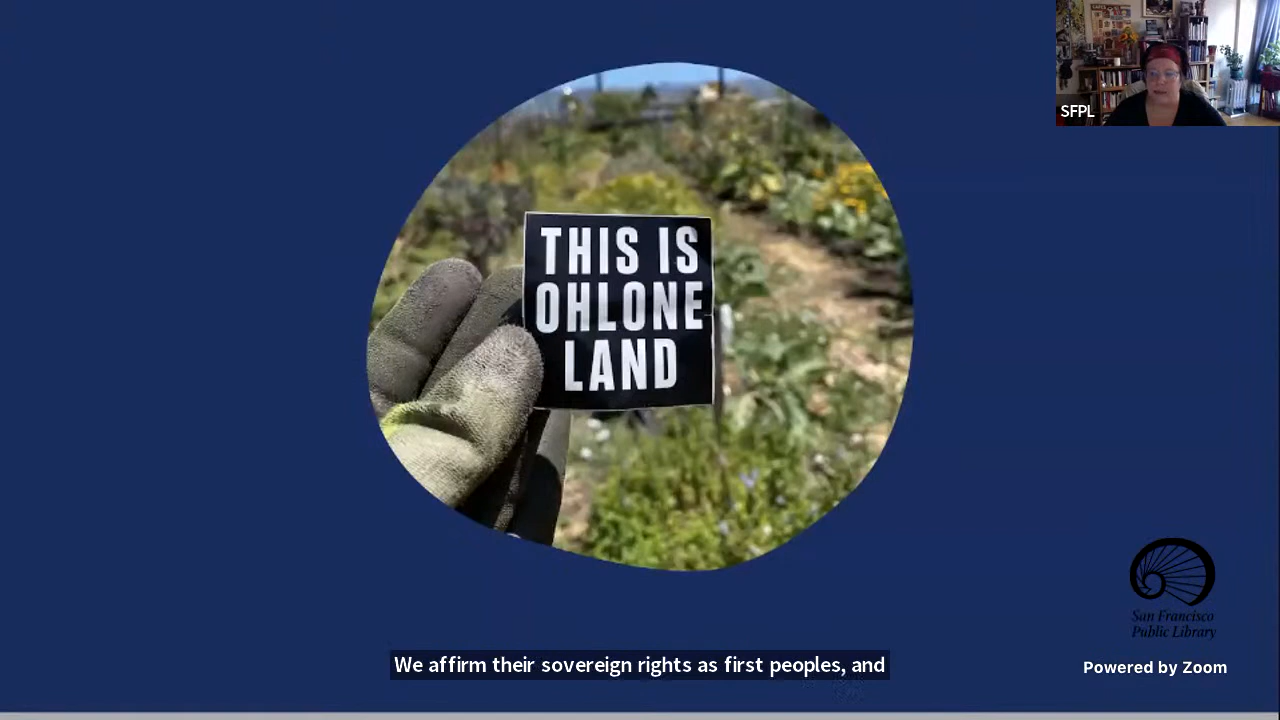 SFPL
THIS IS
OHLONE
LAND
San Francisco
Public Library
We affirm their sovereign rights as first peoples, and
Powered by Zoom